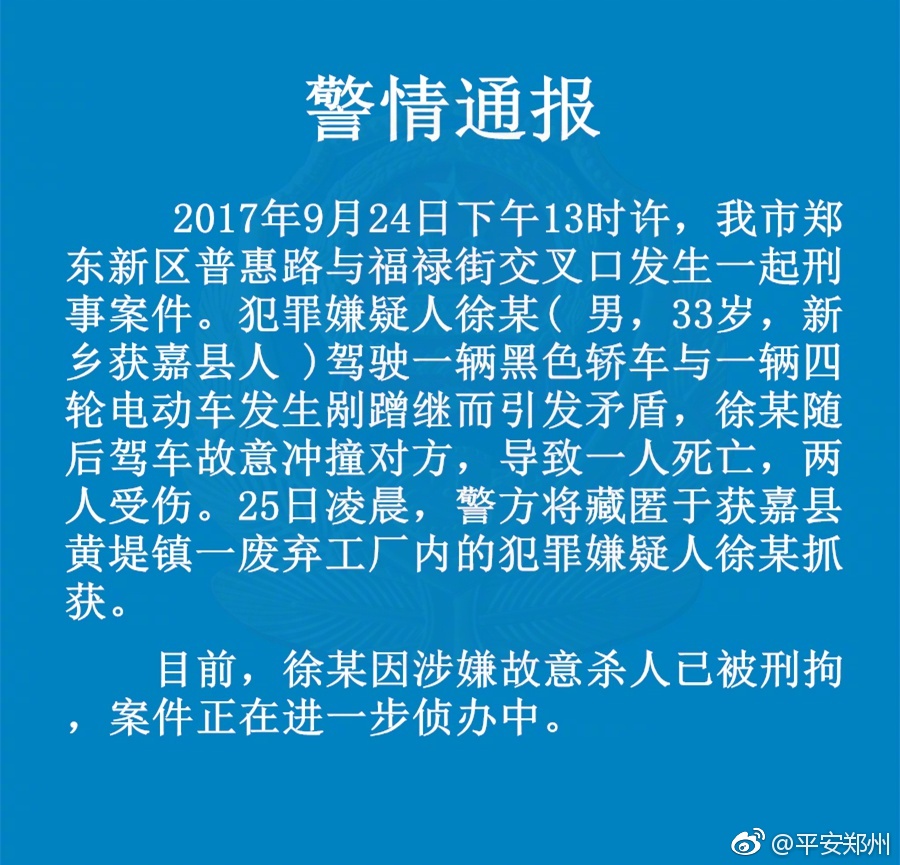 警情通报
2017年9月24日下午13时许，我市郑
东新区普惠路与福禄街交叉口发生一起刑
事案件。犯罪嫌疑人徐某( 男，33岁，新
乡获嘉县人 )驾驶一辆黑色轿车与一辆四
轮电动车发生剐蹭继而引发矛盾，徐某随
后驾车故意冲撞对方，导致一人死亡，两
人受伤。25日凌晨，警方将藏匿于获嘉县
黄堤镇一废弃工厂内的犯罪嫌疑人徐某抓
获。
目前，徐某因涉嫌故意杀人已被刑拘
，案件正在进一步侦办中。
@平安郑州